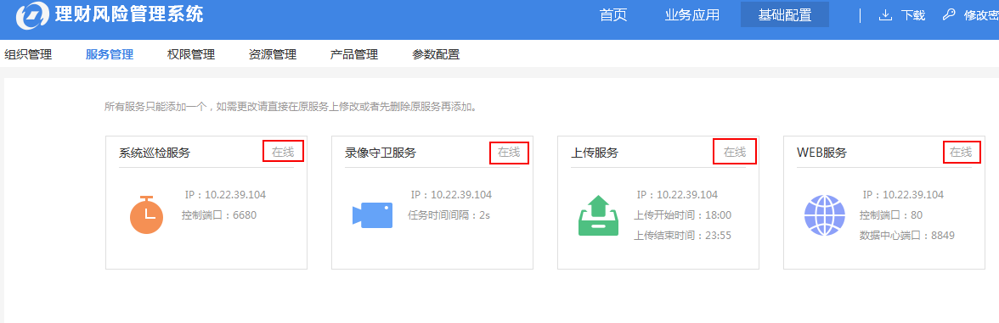 理财风险管理系统 首页 业务应用 基础配置 下载 修改密
组织管理 服务管理 权限管理 资源管理 产品管理 参数配置
所有服务只能添加一个，如需更改请直接在原服务上修改或者先删除原服务再添加。
系统巡检服务 在线
IP：10.22.39.104
控制端口：6680
录像守卫服务 在线
IP：10.22.39.104
任务时间间隔：2s
上传服务 在线
IP：10.22.39.104
上传开始时间：18:00
上传结束时间：23:55
WEB服务 在线
IP：10.22.39.104
控制端口：80
数据中心端口：8849